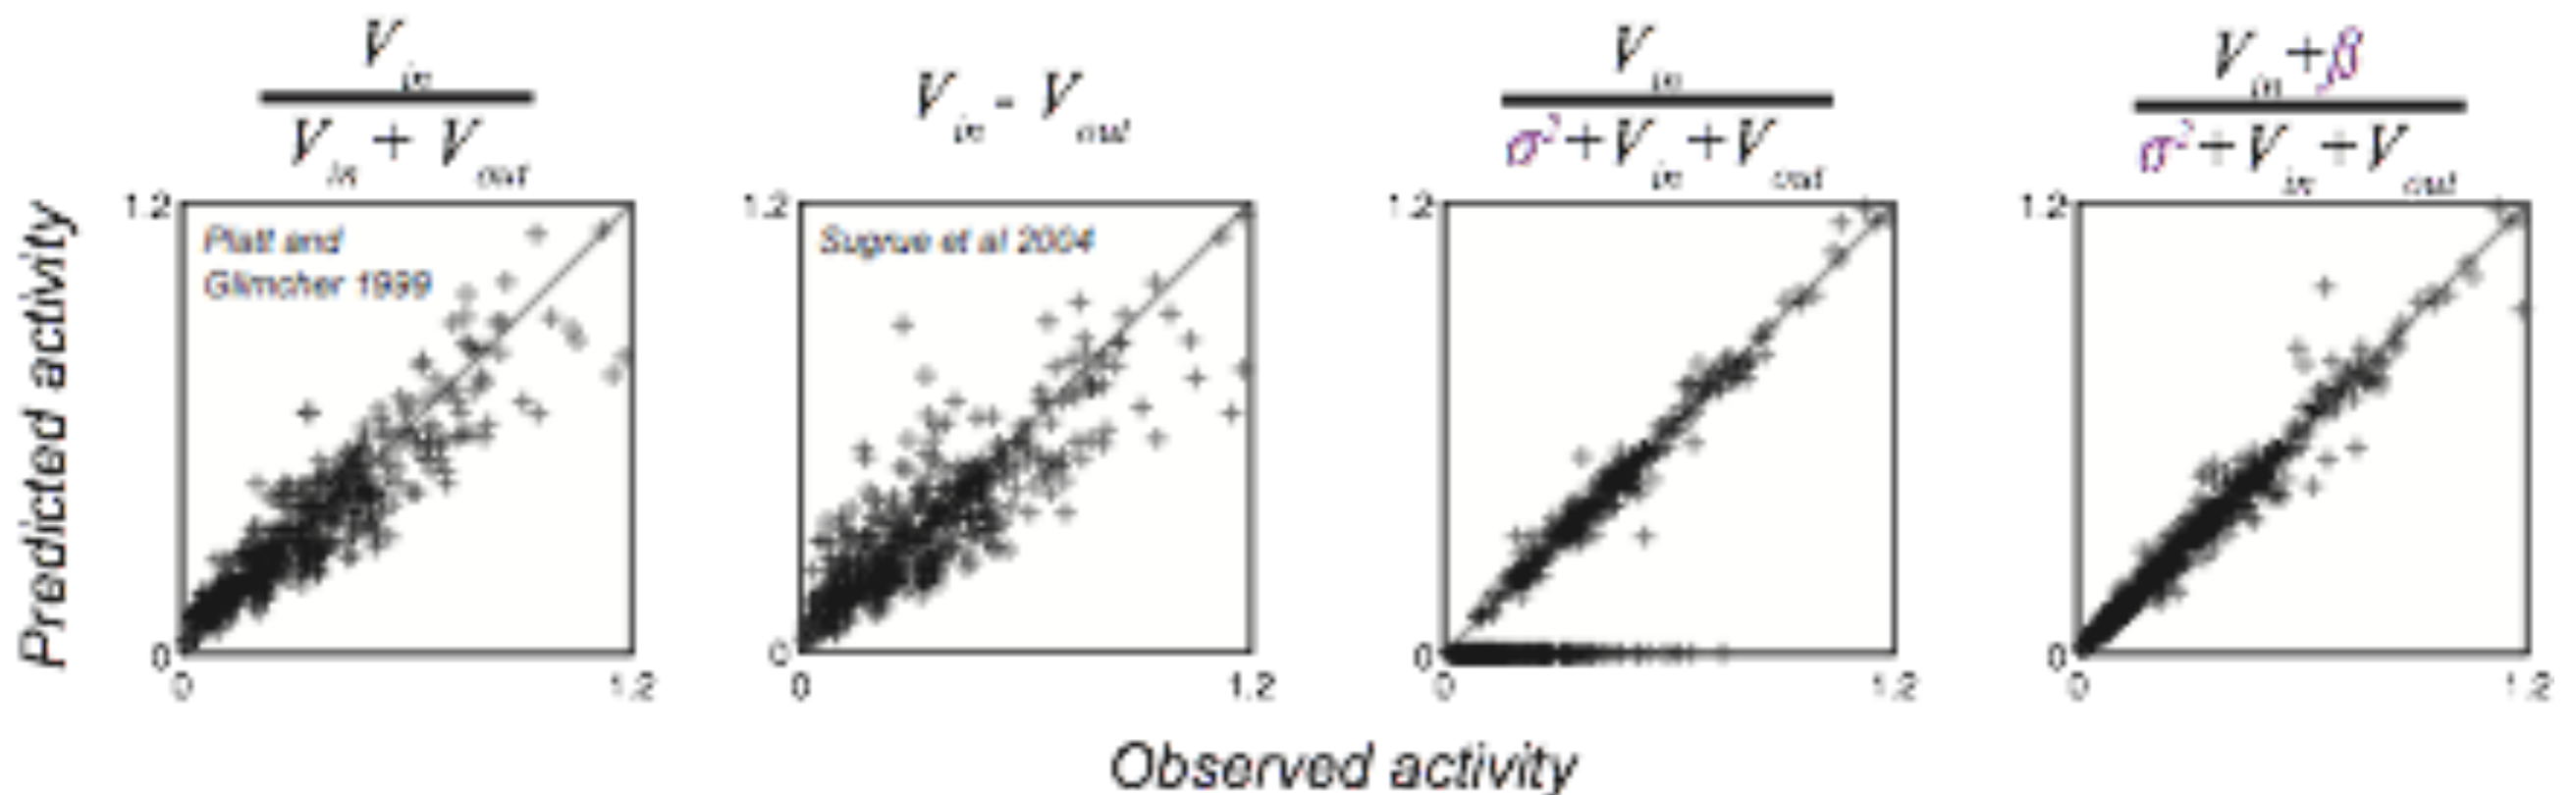 V_in
V_in + V_out
V_in - V_out
V_in
σ²+V_in+V_out
V_in+β
σ²+V_in+V_out
Predicted activity
1.2
Platt and
Glimcher 1999
0
0
1.2
1.2
Sugrue et al 2004
0
0
1.2
1.2
0
0
1.2
1.2
0
0
1.2
Observed activity